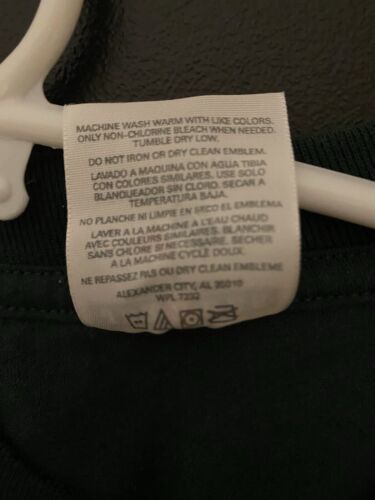 MACHINE WASH WARM WITH LIKE COLORS.
ONLY NON-CHLORINE BLEACH WHEN NEEDED.
TUMBLE DRY LOW.
DO NOT IRON OR DRY CLEAN EMBLEM.
LAVADO A MAQUINA CON AGUA TIBIA
CON COLORES SIMILARES. USE SOLO
BLANQUEADOR SIN CLORO. SECAR A
TEMPERATURA BAJA.
NO PLANCHE NI LIMPIE EN SECO EL EMBLEMA
LAVER A LA MACHINE A L'EAU CHAUD
AVEC COULEURS SIMILAIRES. BLANCHIR
SANS CHLORE SI NECESSAIRE. SECHER
A LA MACHINE CYCLE DOUX.
NE REPASSEZ PAS OU DRY CLEAN EMBLEME
ALEXANDER CITY, AL 35010
WPL 7232